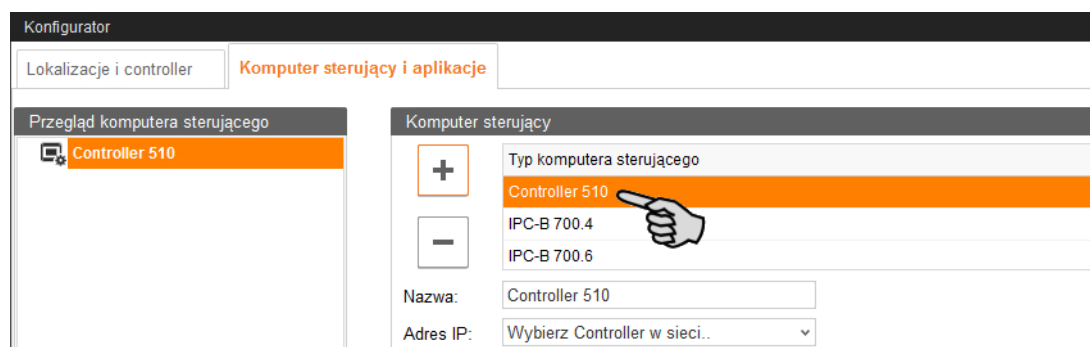 Konfigurator
Lokalizacje i controller
Komputer sterujący i aplikacje
Przegląd komputera sterującego
Controller 510
Komputer sterujący
Typ komputera sterującego
Controller 510
IPC-B 700.4
IPC-B 700.6
Nazwa: Controller 510
Adres IP: Wybierz Controller w sieci..